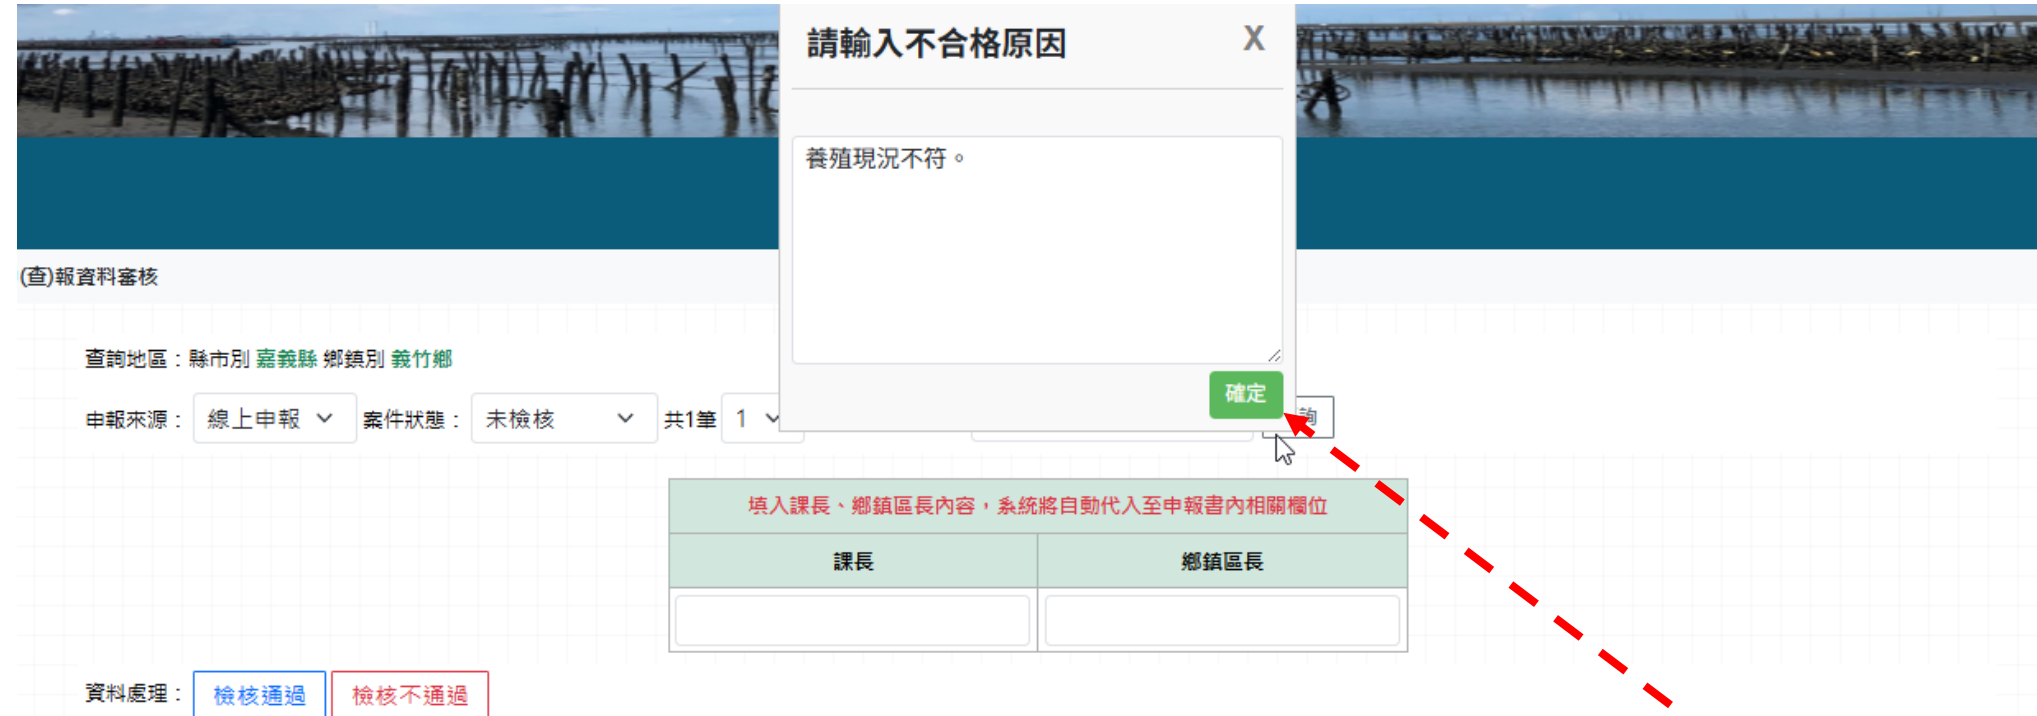 請輸入不合格原因 X
養殖現況不符。
確定
(查)報資料審核
查詢地區：縣市別 嘉義縣 鄉鎮別 義竹鄉
申報來源： 線上申報 案件狀態： 未檢核 共1筆 1 詢
填入課長、鄉鎮區長內容，系統將自動代入至申報書內相關欄位
課長 鄉鎮區長
資料處理： 檢核通過 檢核不通過